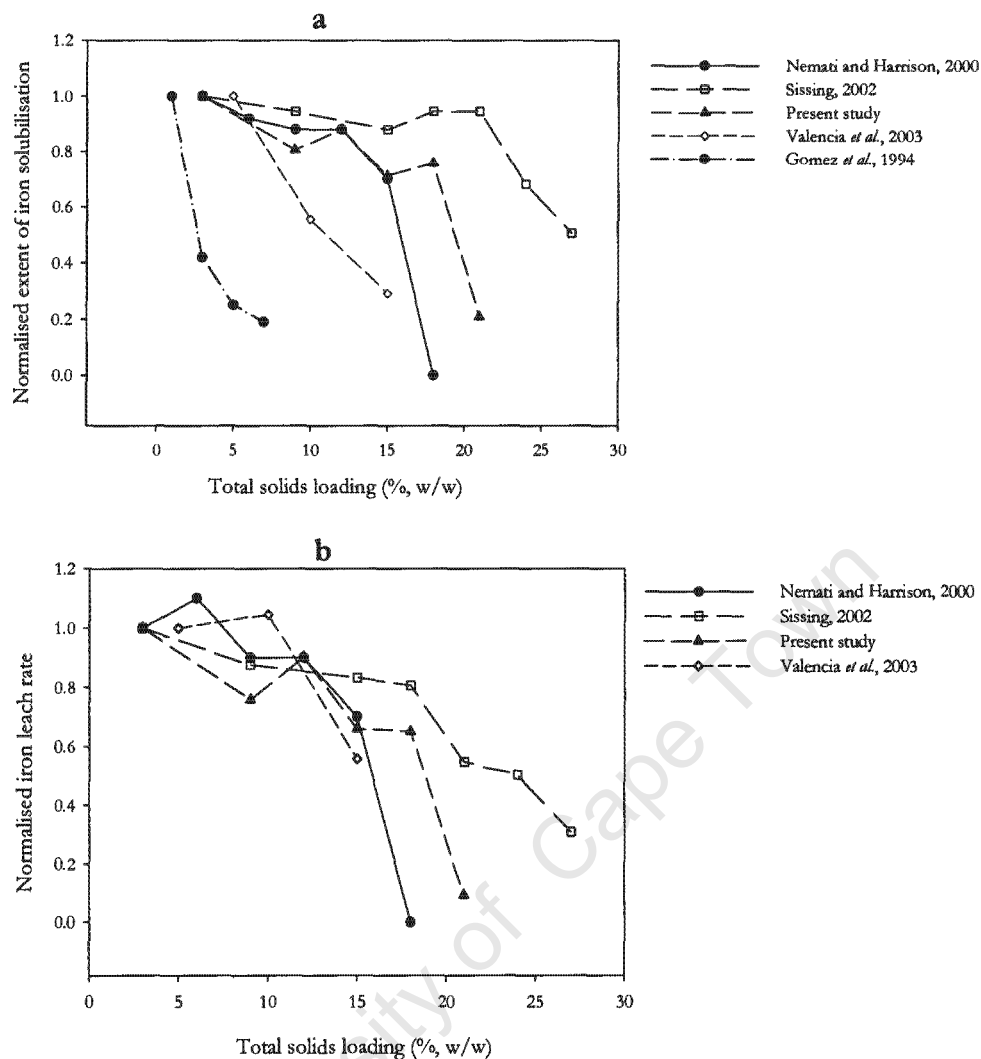 a
1.2
1.0
0.8
0.6
0.4
0.2
0.0
Normalised extent of iron solubilisation
0 5 10 15 20 25 30
Total solids loading (%, w/w)
Nemati and Harrison, 2000
Sissing, 2002
Present study
Valencia et al., 2003
Gomez et al., 1994
b
1.2
1.0
0.8
0.6
0.4
0.2
0.0
Normalised iron leach rate
0 5 10 15 20 25 30
Total solids loading (%, w/w)
Nemati and Harrison, 2000
Sissing, 2002
Present study
Valencia et al., 2003
sity of Cape Town